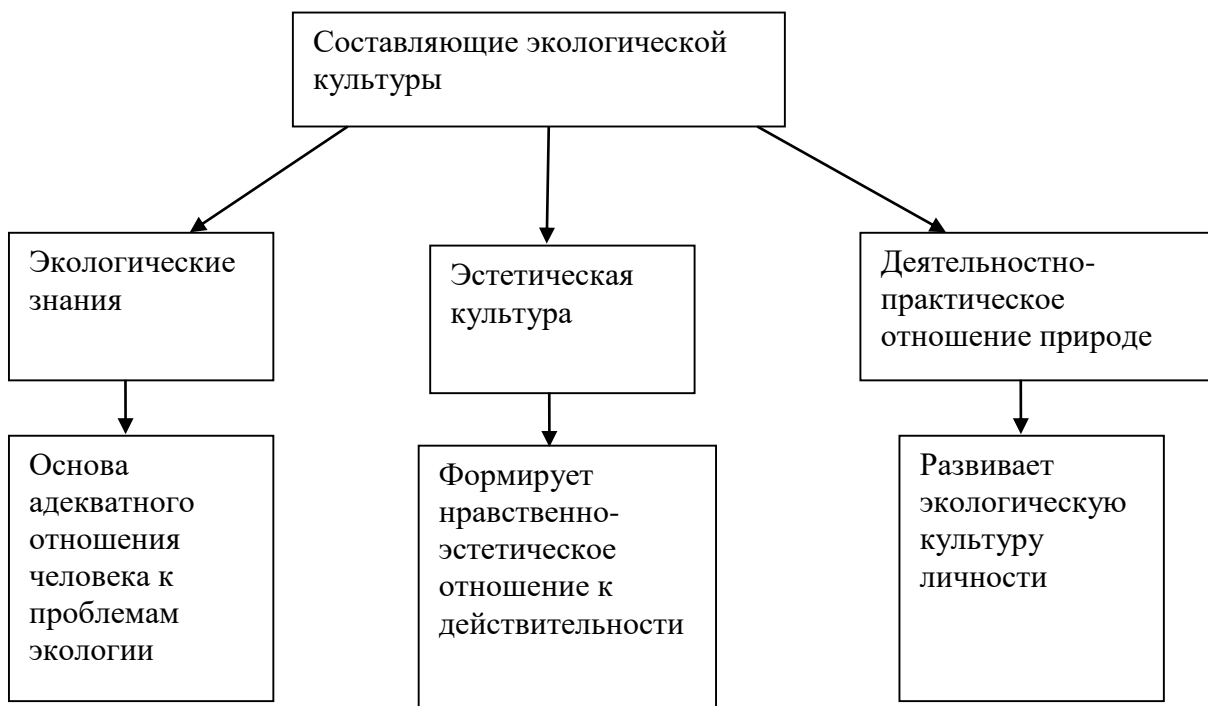 Составляющие экологической
культуры
Экологические
знания
Эстетическая
культура
Деятельностно-
практическое
отношение природе
Основа
адекватного
отношения
человека к
проблемам
экологии
Формирует
нравственно-
эстетическое
отношение к
действительности
Развивает
экологическую
культуру
личности